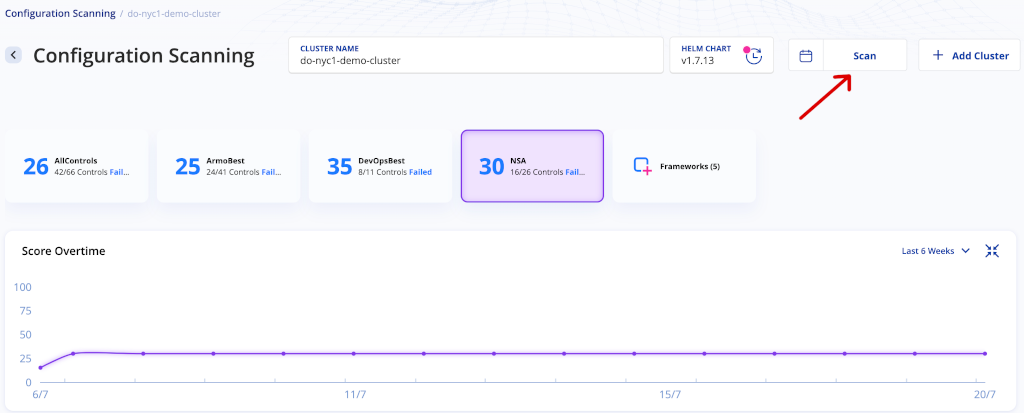 Configuration Scanning / do-nyc1-demo-cluster
Configuration Scanning
CLUSTER NAME
do-nyc1-demo-cluster
HELM CHART
v1.7.13
Scan
+ Add Cluster
26
AllControls
42/66 Controls Fail...
25
ArmoBest
24/41 Controls Fail...
35
DevOpsBest
8/11 Controls Failed
30
NSA
16/26 Controls Fail...
Frameworks (5)
Score Overtime
Last 6 Weeks
100
75
50
25
0
6/7
11/7
15/7
20/7